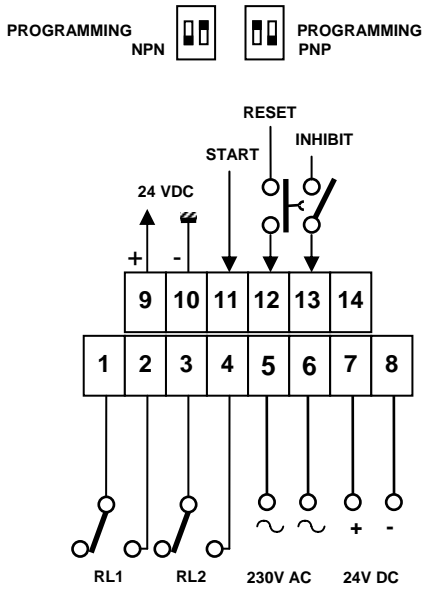 PROGRAMMING
NPN
PROGRAMMING
PNP
RESET
INHIBIT
START
24 VDC
+ -
9 10 11 12 13 14
1 2 3 4 5 6 7 8
+ -
RL1 RL2 230V AC 24V DC